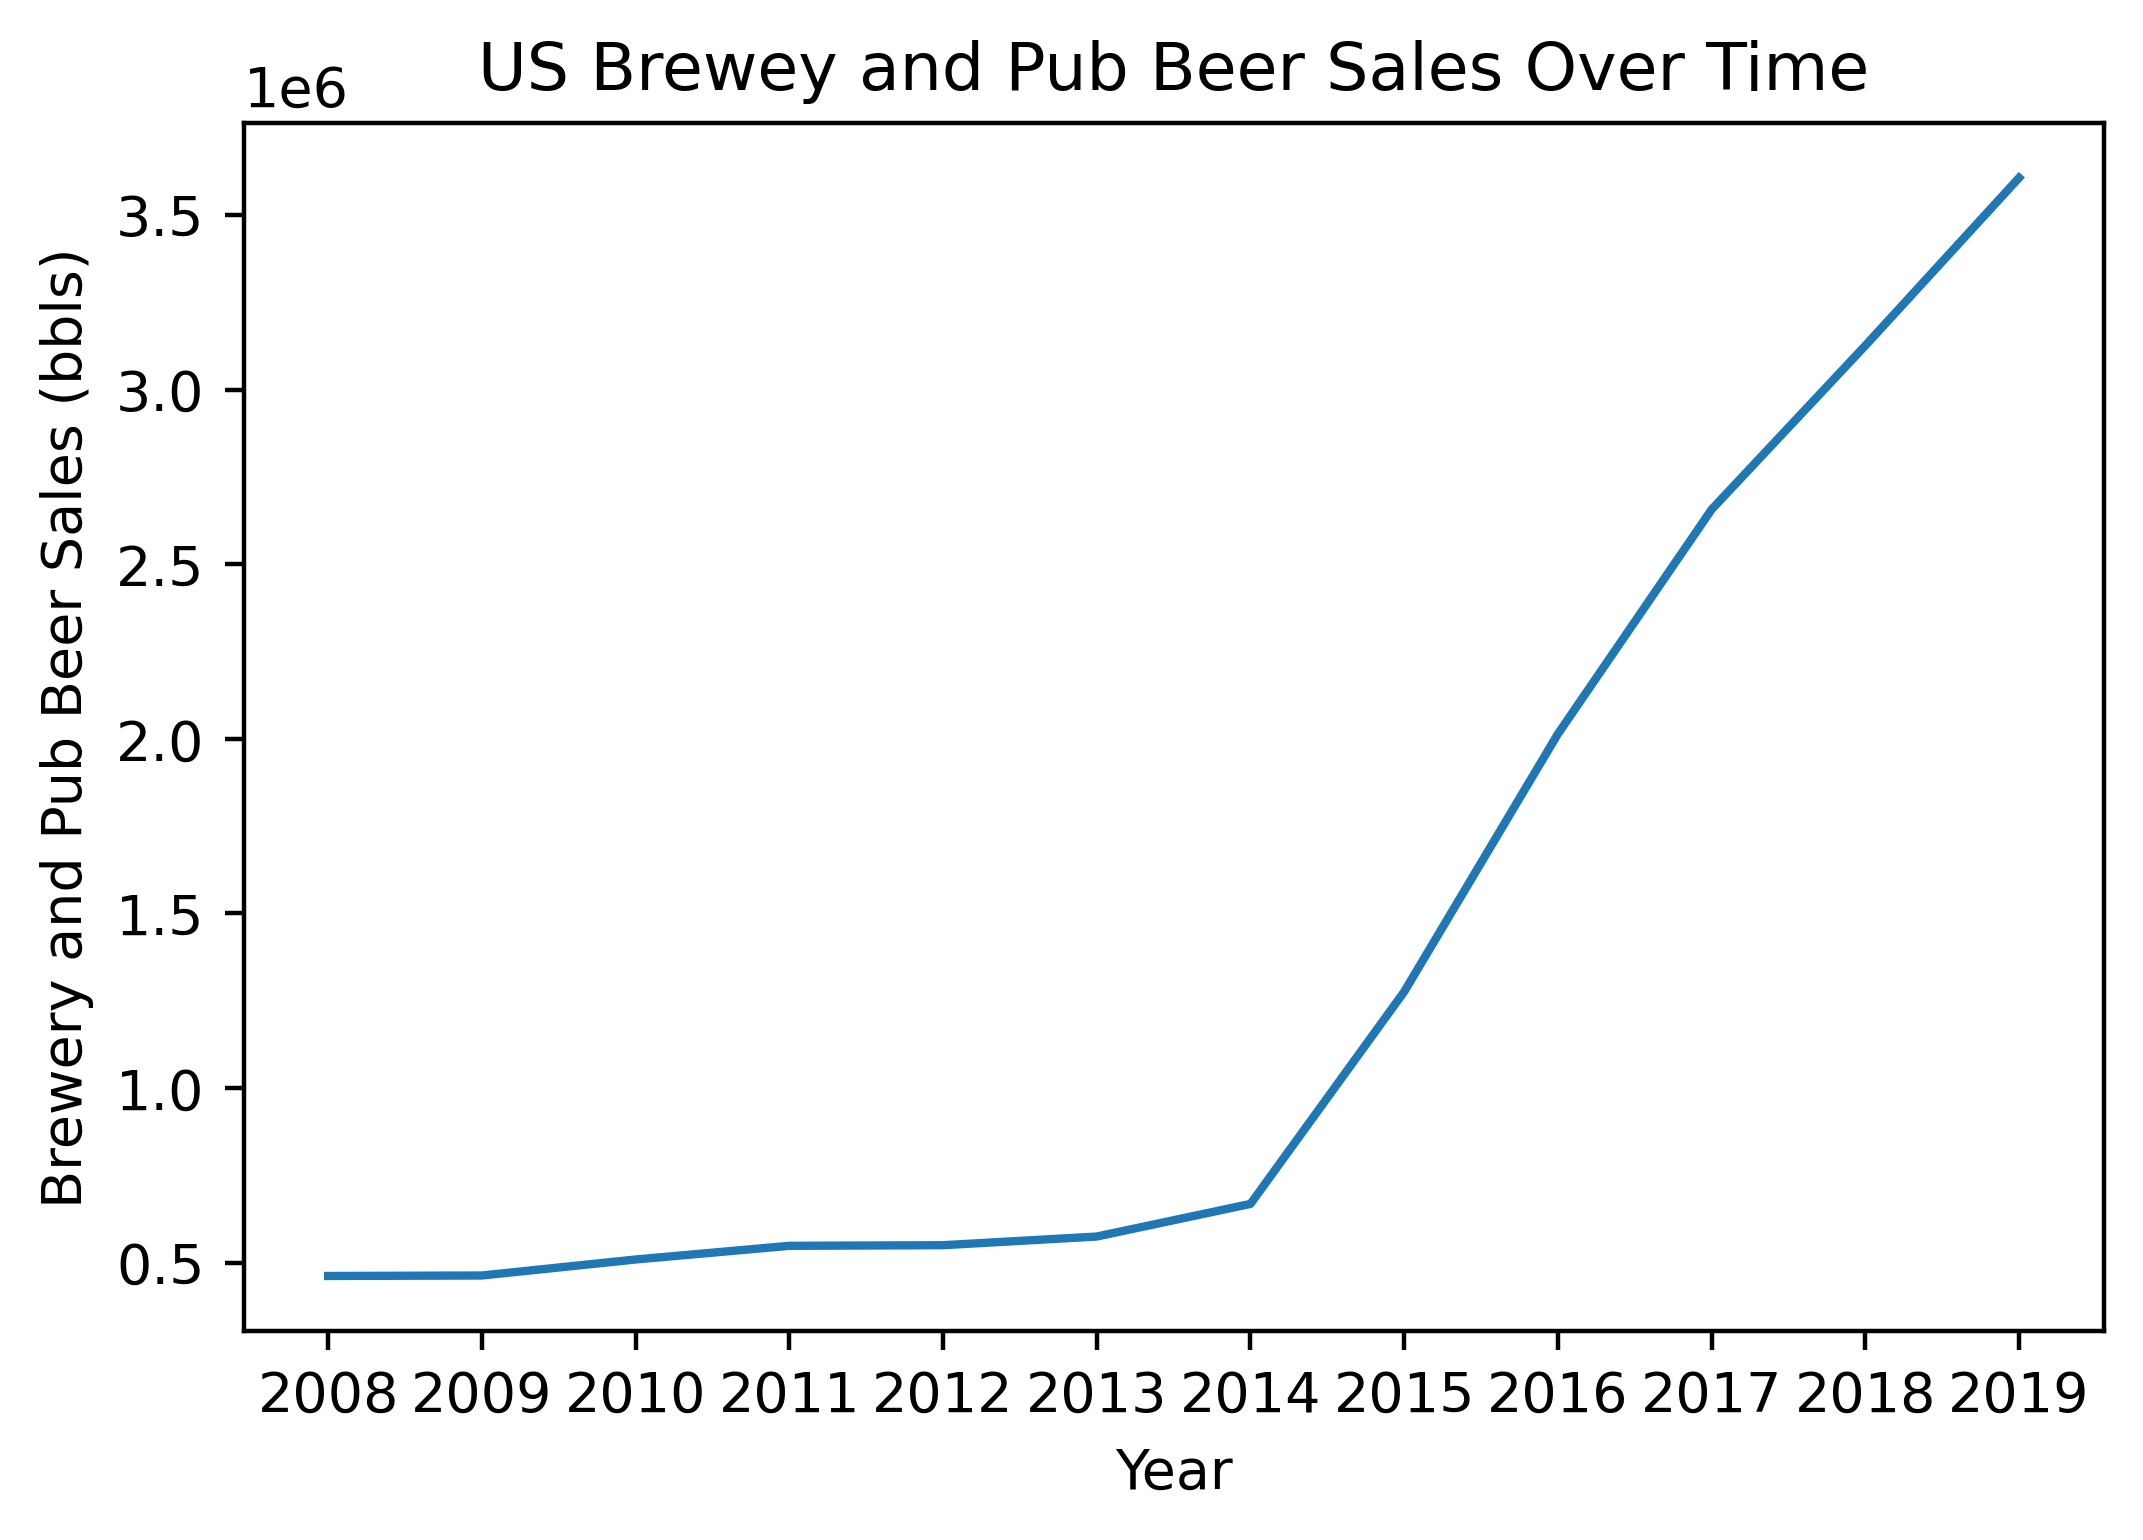 US Brewey and Pub Beer Sales Over Time
1e6
3.5
3.0
2.5
2.0
1.5
1.0
0.5
Brewery and Pub Beer Sales (bbls)
2008 2009 2010 2011 2012 2013 2014 2015 2016 2017 2018 2019
Year